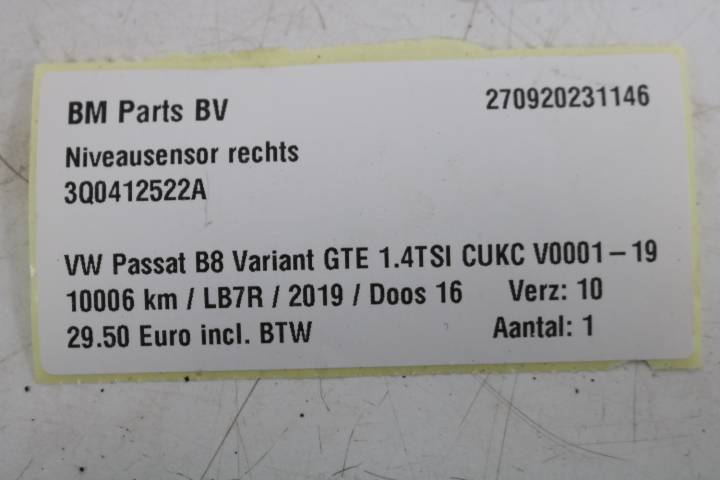 BM Parts BV 270920231146
Niveausensor rechts
3Q0412522A
VW Passat B8 Variant GTE 1.4TSI CUKC V0001-19
10006 km / LB7R / 2019 / Doos 16 Verz: 10
29.50 Euro incl. BTW Aantal: 1